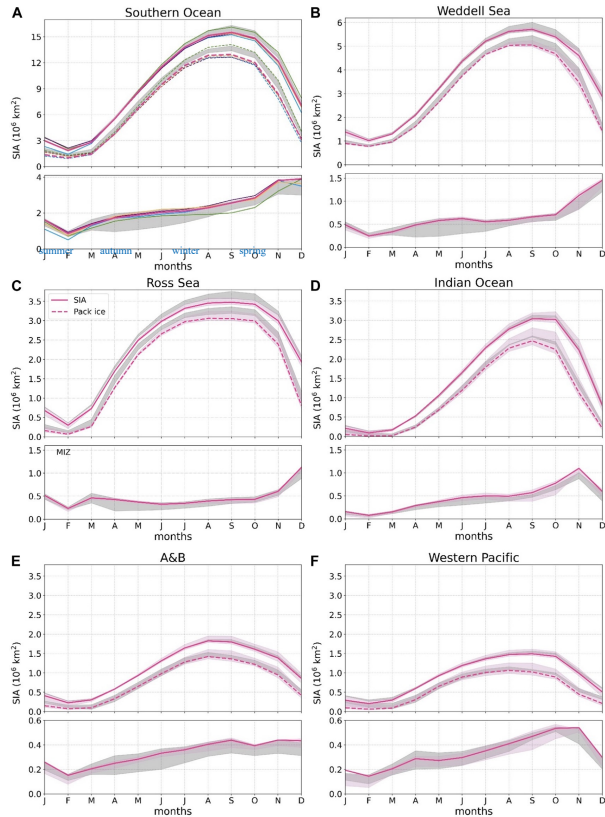 A
Southern Ocean
SIA (10⁶ km²)
15
12
9
6
3
0
4
2
0
J F M A M J J A S O N D
summer autumn winter spring
months
B
Weddell Sea
SIA (10⁶ km²)
6
5
4
3
2
1
0
1.5
1.0
0.5
0.0
J F M A M J J A S O N D
months
C
Ross Sea
SIA
Pack ice
SIA (10⁶ km²)
3.5
3.0
2.5
2.0
1.5
1.0
0.5
0.0
MIZ
1.5
1.0
0.5
0.0
J F M A M J J A S O N D
months
D
Indian Ocean
SIA (10⁶ km²)
3.5
3.0
2.5
2.0
1.5
1.0
0.5
0.0
1.5
1.0
0.5
0.0
J F M A M J J A S O N D
months
E
A&B
SIA (10⁶ km²)
3.5
3.0
2.5
2.0
1.5
1.0
0.5
0.0
0.6
0.4
0.2
0.0
J F M A M J J A S O N D
months
F
Western Pacific
SIA (10⁶ km²)
3.5
3.0
2.5
2.0
1.5
1.0
0.5
0.0
0.6
0.4
0.2
0.0
J F M A M J J A S O N D
months